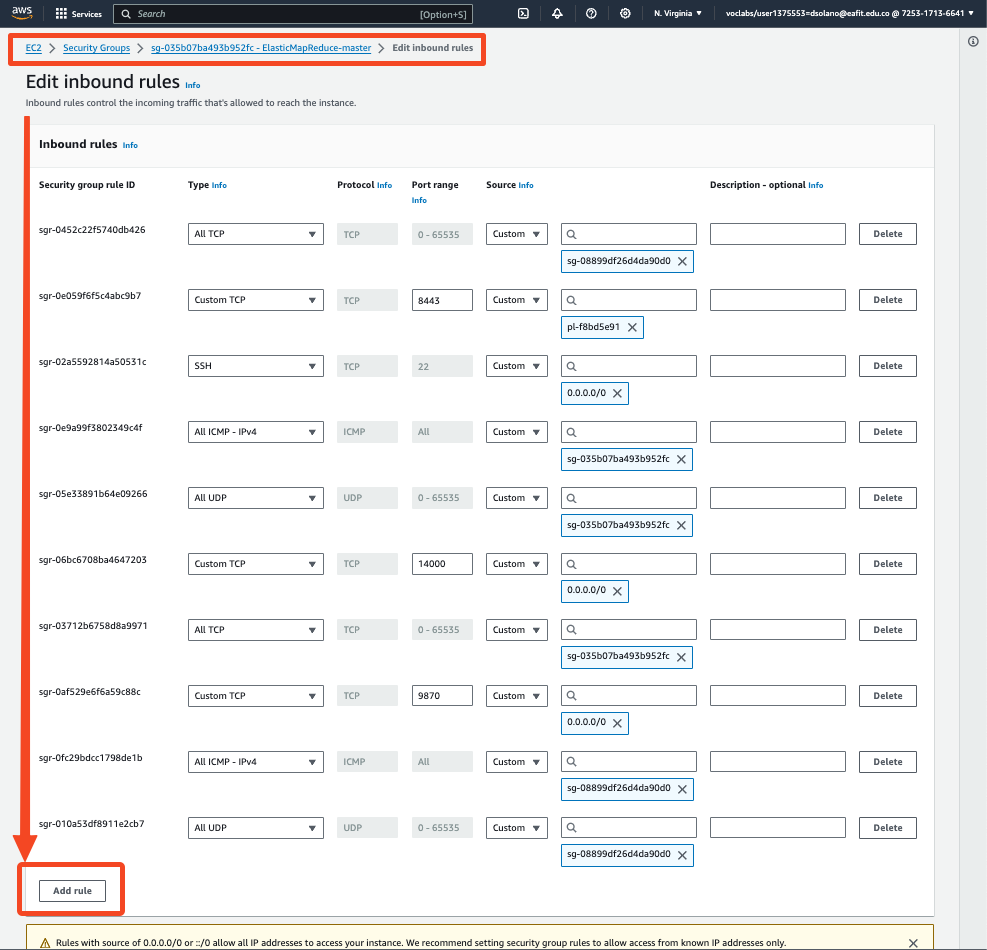 aws Services Search [Option+S] N. Virginia voclabs/user1375553=dsolano@eafit.edu.co @ 7253-1713-6641
EC2 > Security Groups > sg-035b07ba493b952fc - ElasticMapReduce-master > Edit inbound rules
Edit inbound rules Info
Inbound rules control the incoming traffic that's allowed to reach the instance.
Inbound rules Info
Security group rule ID Type Info Protocol Info Port range Source Info Description - optional Info
Info
sgr-0452c22f5740db426 All TCP TCP 0 - 65535 Custom Delete
sg-08899df26d4da90d0
sgr-0e059f6f5c4abc9b7 Custom TCP TCP 8443 Custom Delete
pl-f8bd5e91
sgr-02a5592814a50531c SSH TCP 22 Custom Delete
0.0.0.0/0
sgr-0e9a99f3802349c4f All ICMP - IPv4 ICMP All Custom Delete
sg-035b07ba493b952fc
sgr-05e33891b64e09266 All UDP UDP 0 - 65535 Custom Delete
sg-035b07ba493b952fc
sgr-06bc6708ba4647203 Custom TCP TCP 14000 Custom Delete
0.0.0.0/0
sgr-03712b6758d8a9971 All TCP TCP 0 - 65535 Custom Delete
sg-035b07ba493b952fc
sgr-0af529e6f6a59c88c Custom TCP TCP 9870 Custom Delete
0.0.0.0/0
sgr-0fc29bdcc1798de1b All ICMP - IPv4 ICMP All Custom Delete
sg-08899df26d4da90d0
sgr-010a53df8911e2cb7 All UDP UDP 0 - 65535 Custom Delete
sg-08899df26d4da90d0
Add rule
Rules with source of 0.0.0.0/0 or ::/0 allow all IP addresses to access your instance. We recommend setting security group rules to allow access from known IP addresses only.